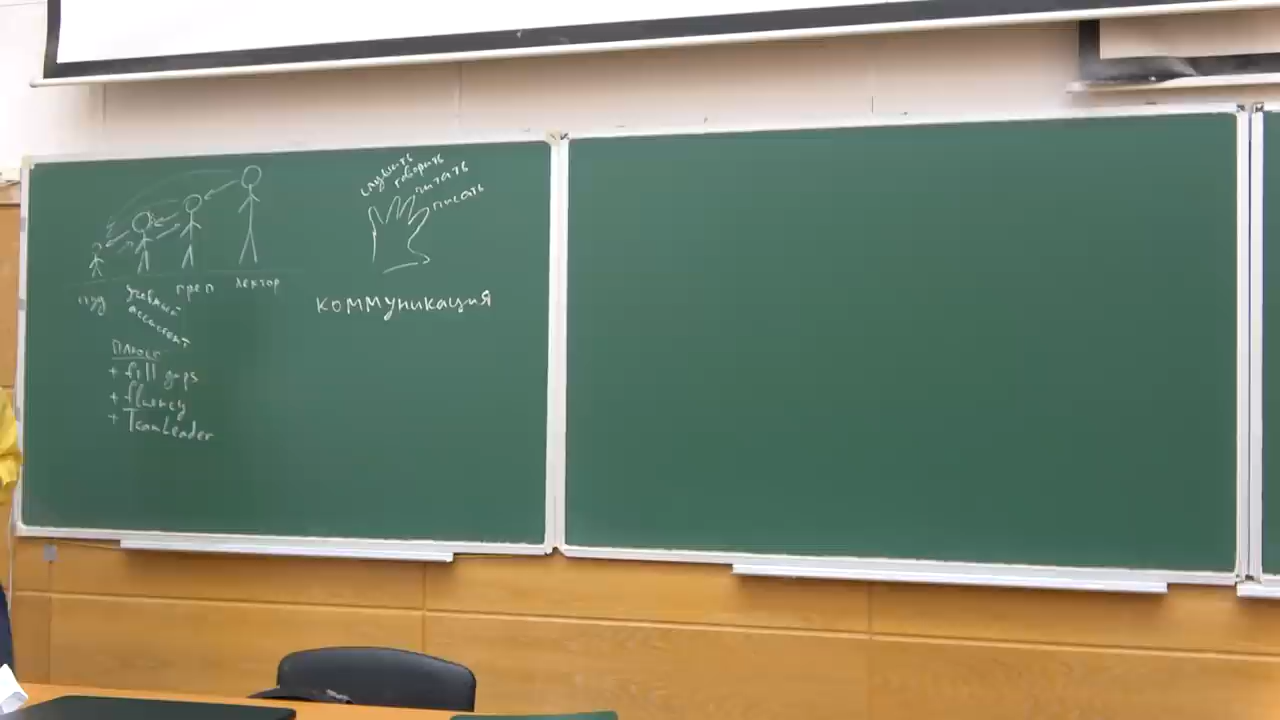 студ
учебный
ассистент
преп
лектор
слушать
говорить
читать
писать
коммуникация
плюсы
+ fill gaps
+ fluency
+ TeamLeader